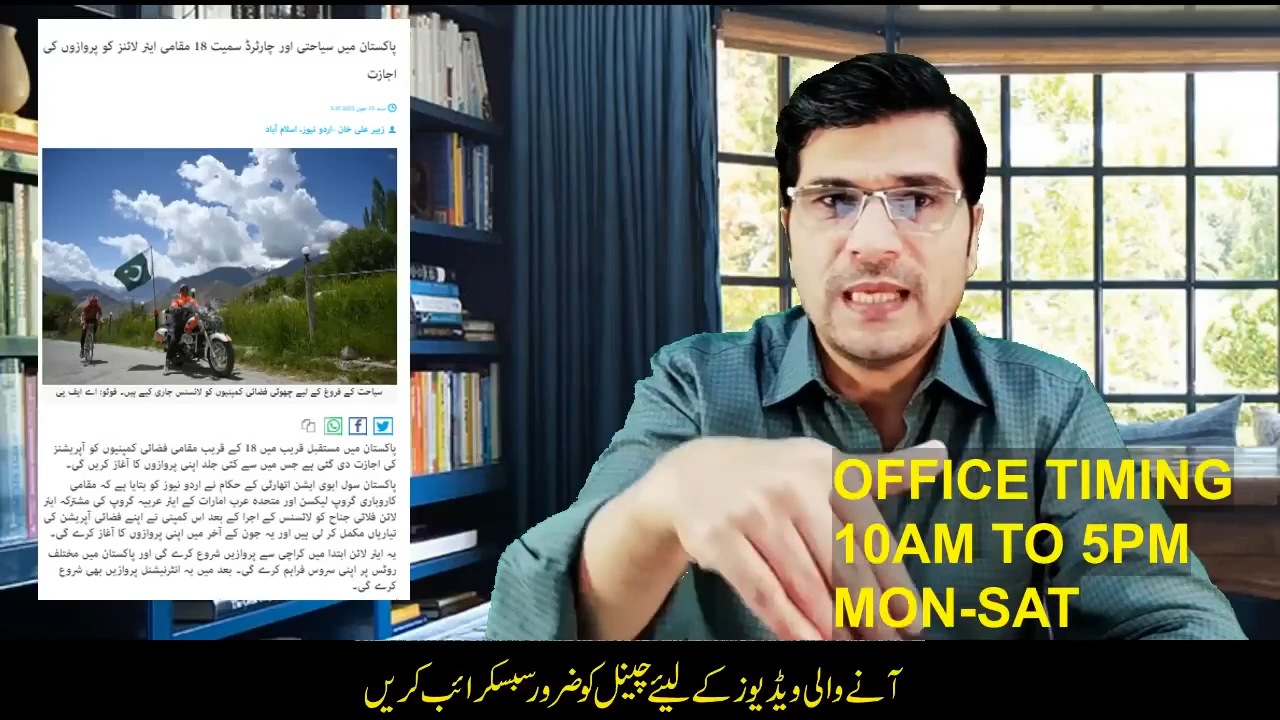 پاکستان میں سیاحتی اور چارٹرڈ سمیت 18 مقامی ایئر لائنز کو پروازوں کی
اجازت
زبیر علی خان -اردو نیوز، اسلام آباد
سیاحت کے فروغ کے لیے چھوٹی فضائی کمپنیوں کو لائسنس جاری کیے ہیں۔ فوٹو: اے ایف پی
پاکستان میں مستقبل قریب میں 18 کے قریب مقامی فضائی کمپنیوں کو آپریشنز
کی اجازت دی گئی ہے جس میں سے کئی جلد اپنی پروازوں کا آغاز کریں گی۔
پاکستان سول ایوی ایشن اتھارٹی کے حکام نے اردو نیوز کو بتایا ہے کہ مقامی
کاروباری گروپ لیکسن اور متحدہ عرب امارات کے ایئر عریبیہ گروپ کی مشترکہ ایئر
لائن فلائی جناح کو لائسنس کے اجرا کے بعد اس کمپنی نے اپنے فضائی آپریشن کی
تیاریاں مکمل کر لی ہیں اور یہ جون کے آخر میں اپنی پروازوں کا آغاز کرے گی۔
یہ ایئر لائن ابتدا میں کراچی سے پروازیں شروع کرے گی اور پاکستان میں مختلف
روٹس پر اپنی سروس فراہم کرے گی۔ بعد میں یہ انٹرنیشنل پروازیں بھی شروع
کرے گی۔
OFFICE TIMING
10AM TO 5PM
MON-SAT
آنے والی ویڈیوز کے لیئے چینل کو ضرور سبسکرائب کریں